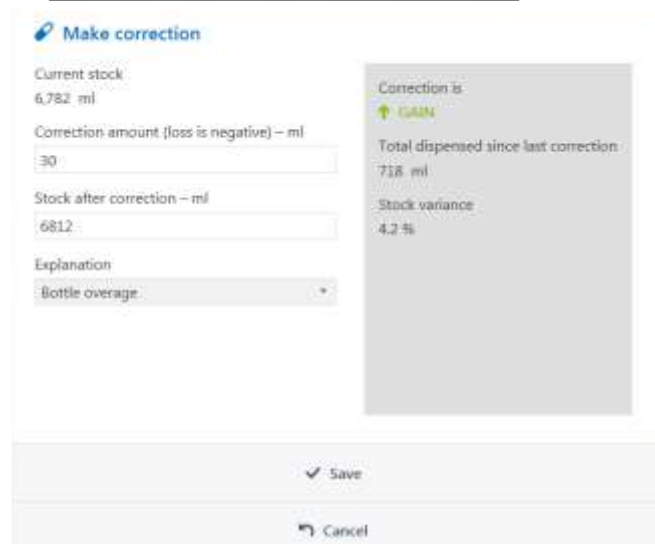 Make correction
Current stock
6,782 ml
Correction amount (loss is negative) – ml
30
Stock after correction – ml
6812
Explanation
Bottle overage
Correction is
GAIN
Total dispensed since last correction
718 ml
Stock variance
4.2 %
Save
Cancel